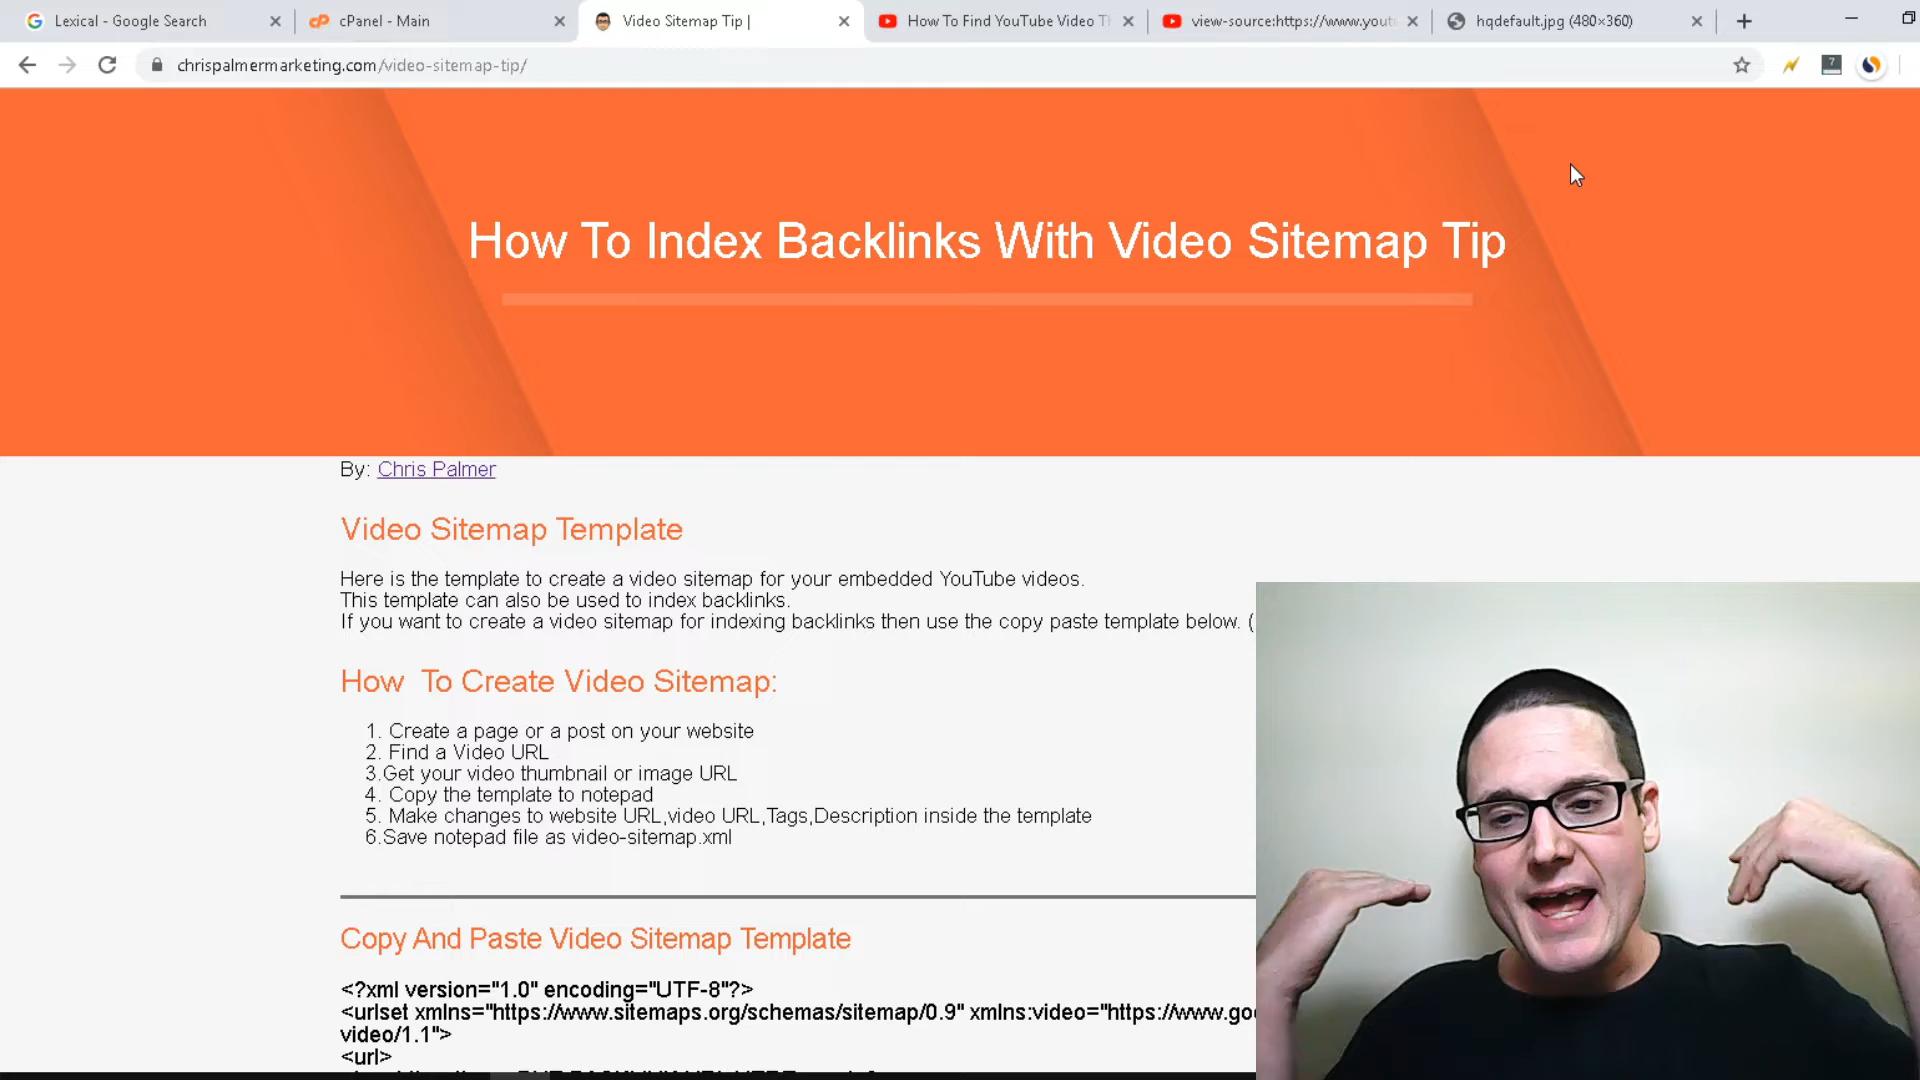 Lexical - Google Search
cPanel - Main
Video Sitemap Tip |
How To Find YouTube Video T
view-source:https://www.yout
hqdefault.jpg (480×360)
chrispalmermarketing.com/video-sitemap-tip/
7
How To Index Backlinks With Video Sitemap Tip
By: Chris Palmer
Video Sitemap Template
Here is the template to create a video sitemap for your embedded YouTube videos.
This template can also be used to index backlinks.
If you want to create a video sitemap for indexing backlinks then use the copy paste template below. (
How To Create Video Sitemap:
1. Create a page or a post on your website
2. Find a Video URL
3.Get your video thumbnail or image URL
4. Copy the template to notepad
5. Make changes to website URL,video URL,Tags,Description inside the template
6.Save notepad file as video-sitemap.xml
Copy And Paste Video Sitemap Template
<?xml version="1.0" encoding="UTF-8"?>
<urlset xmlns="https://www.sitemaps.org/schemas/sitemap/0.9" xmlns:video="https://www.goo
video/1.1">
<url>